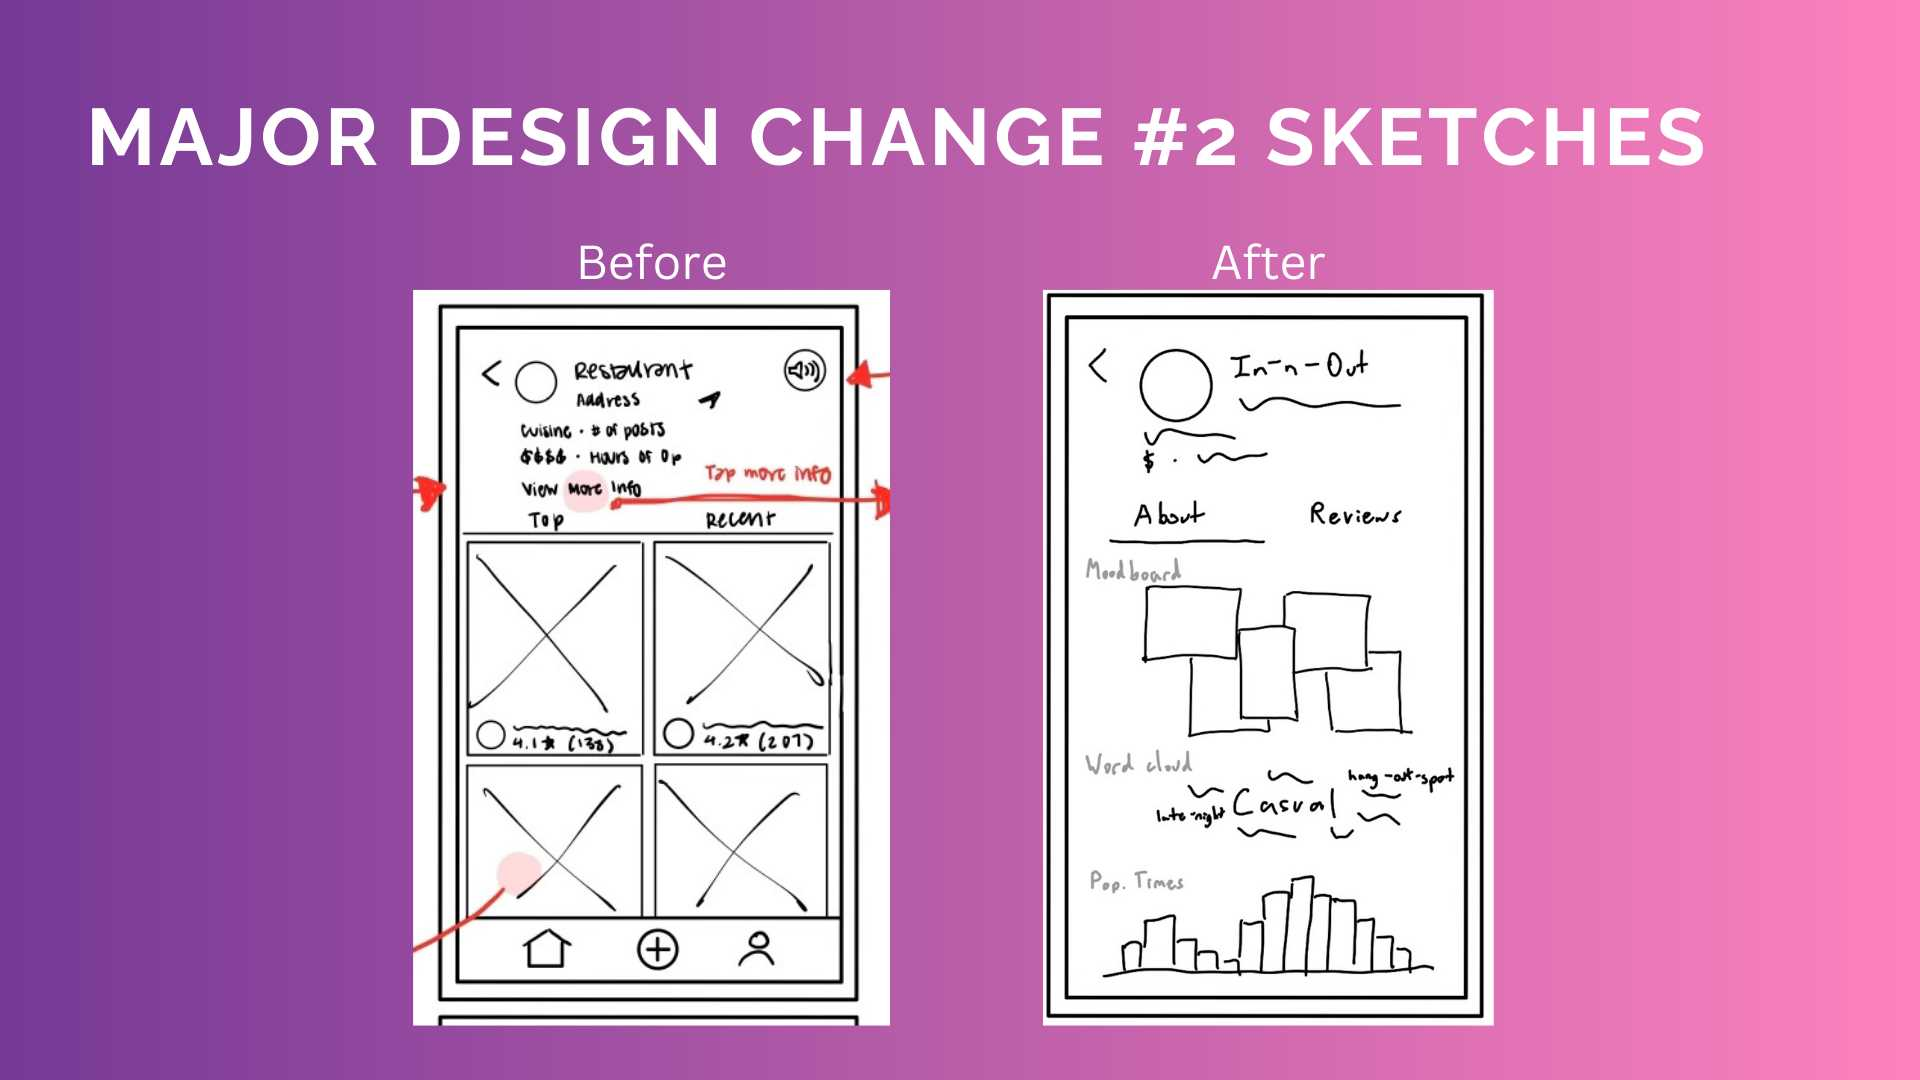 MAJOR DESIGN CHANGE #2 SKETCHES
Before
Restaurant
Address
Cuisine · # of posts
$$$$ · Hours of Op
View More Info
Tap more info
Top Recent
4.1★ (138)
4.2★ (207)
After
In-n-Out
$ ·
About Reviews
Moodboard
Word cloud
hang-out-spot
late-night Casual
Pop. Times